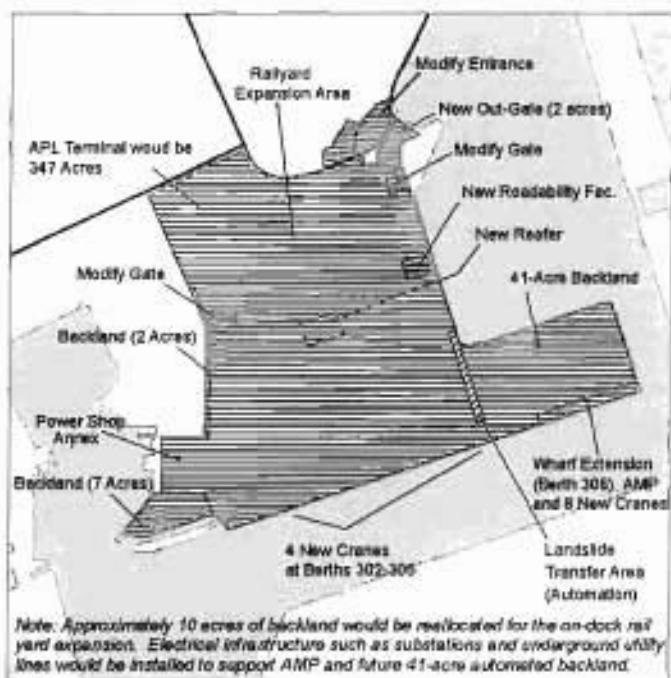 Modify Entrance
Railyard
Expansion Area
New Out-Gate (2 acres)
APL Terminal woud be
347 Acres
Modify Gate
New Roadability Fac.
New Reefer
41-Acre Backland
Modify Gate
Backland (2 Acres)
Power Shop
Annex
Backland (7 Acres)
Wharf Extension
(Berth 306), AMP
and 8 New Cranes
4 New Cranes
at Berths 302-305
Landside
Transfer Area
(Automation)
Note: Approximately 10 acres of backland would be reallocated for the on-dock rail
yard expansion. Electrical infrastructure such as substations and underground utility
lines would be installed to support AMP and future 41-acre automated backland.